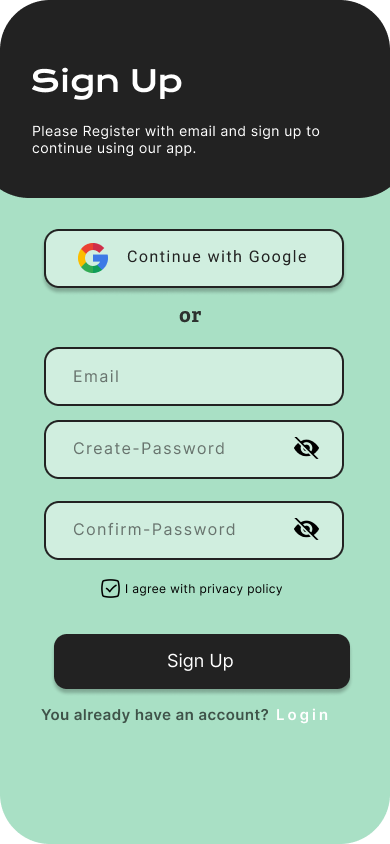 Sign Up
Please Register with email and sign up to
continue using our app.
Continue with Google
or
Email
Create-Password
Confirm-Password
I agree with privacy policy
Sign Up
You already have an account? Login